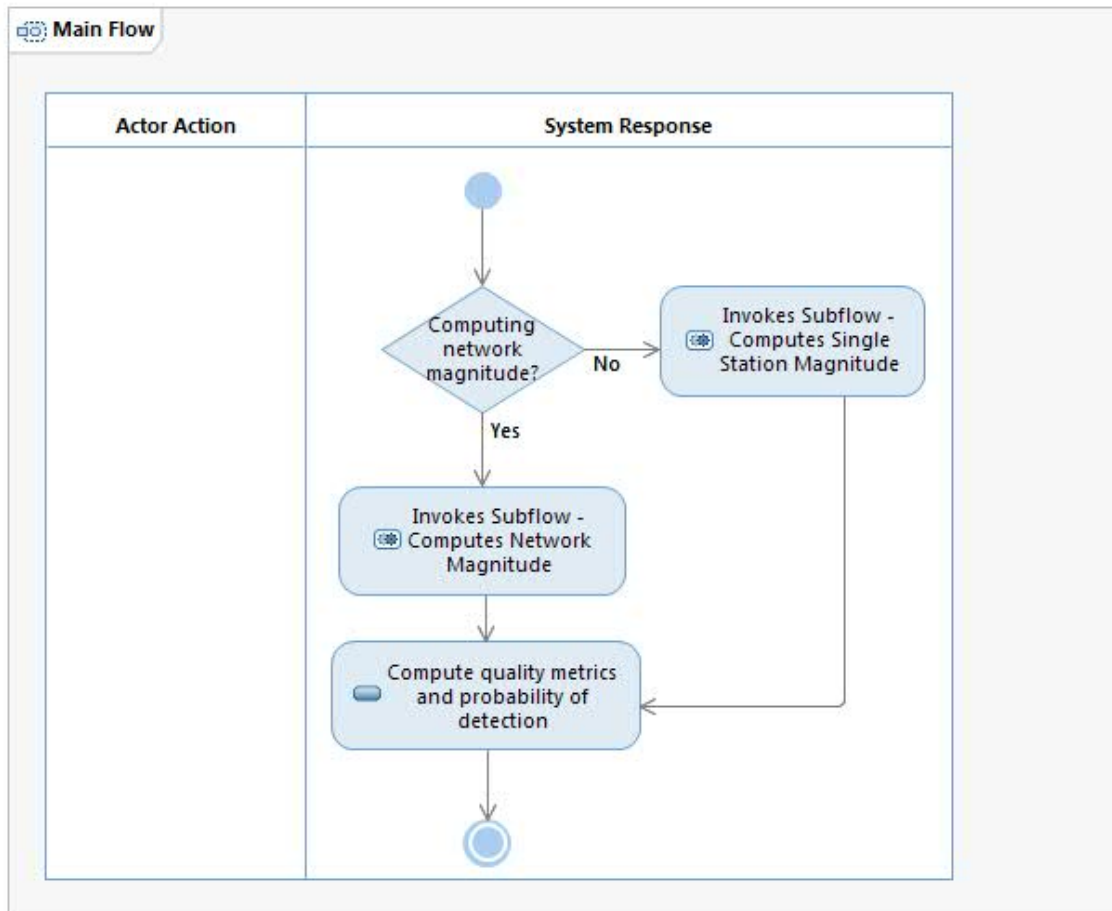 Main Flow
Actor Action
System Response
Computing
network
magnitude?
No
Invokes Subflow -
Computes Single
Station Magnitude
Yes
Invokes Subflow -
Computes Network
Magnitude
Compute quality metrics
and probability of
detection